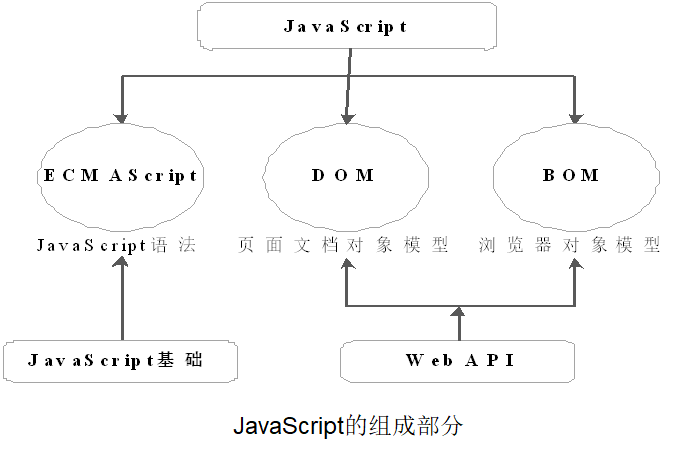 JavaScript
ECMAScript
DOM
BOM
JavaScript语法
页面文档对象模型
浏览器对象模型
JavaScript基础
Web API
JavaScript的组成部分